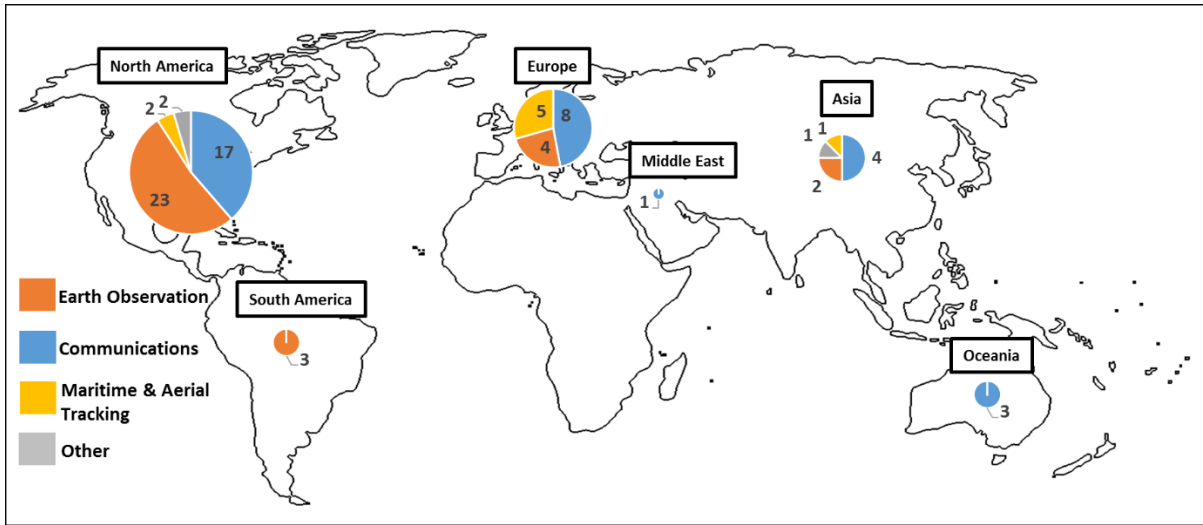 North America
2
2
17
23
Europe
5
8
4
Asia
1
1
4
2
Middle East
1
South America
3
Oceania
3
Earth Observation
Communications
Maritime & Aerial
Tracking
Other